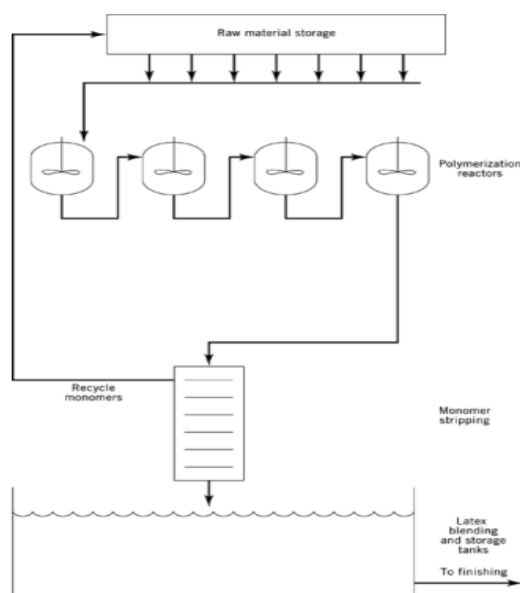 Raw material storage
Polymerization
reactors
Recycle
monomers
Monomer
stripping
Latex
blending
and storage
tanks
To finishing